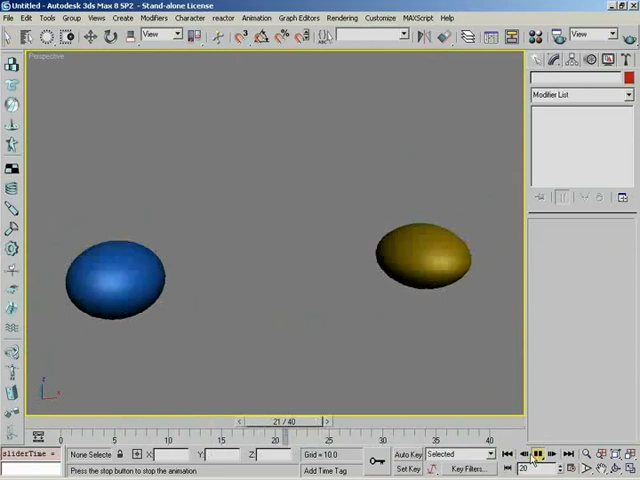 Untitled - Autodesk 3ds Max 8 SP2 - Stand-alone License
File Edit Tools Group Views Create Modifiers Character reactor Animation Graph Editors Rendering Customize MAXScript Help
View
View
Perspective
Modifier List
21 / 40
0 5 10 15 20 25 30 35 40
sliderTime =
None Selected X: Y: Z: Grid = 10.0
Auto Key Selected
Press the stop button to stop the animation
Add Time Tag
Set Key Key Filters... 20
z
x